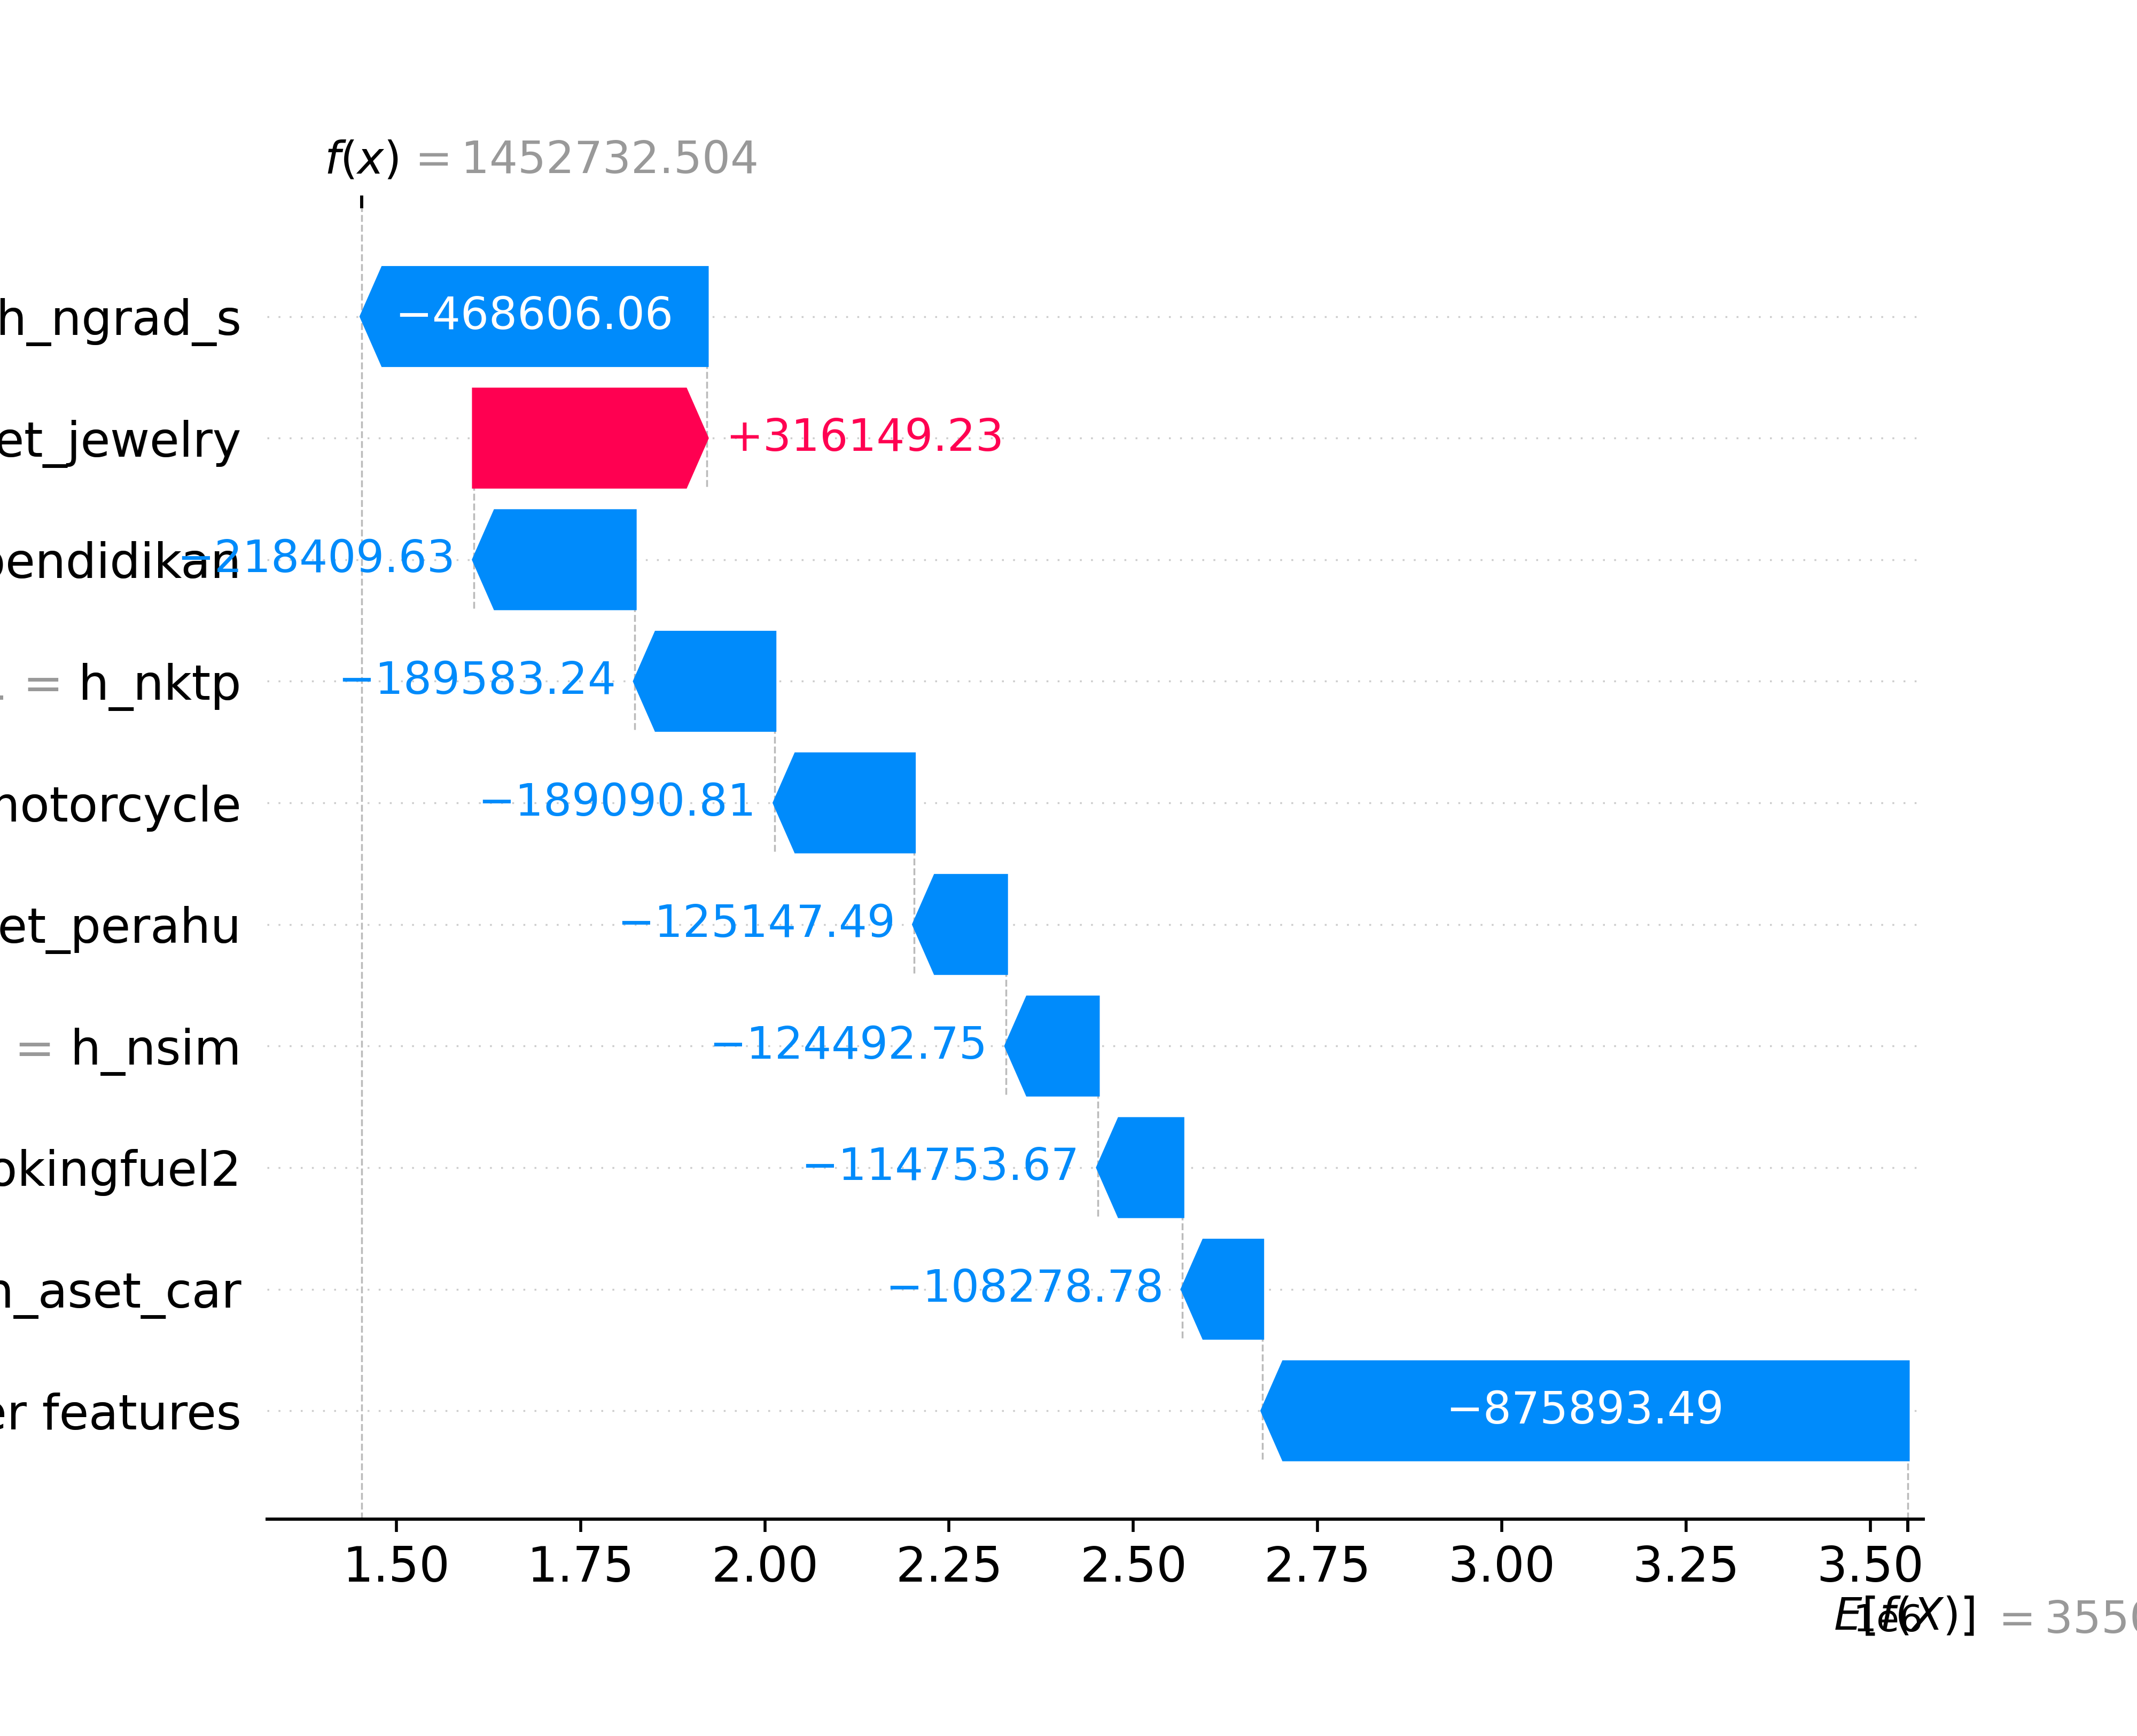 f(x) = 1452732.504
h_ngrad_s −468606.06
et_jewelry +316149.23
pendidikan −218409.63
= h_nktp −189583.24
motorcycle −189090.81
et_perahu −125147.49
= h_nsim −124492.75
okingfuel2 −114753.67
h_aset_car −108278.78
er features −875893.49
1.50 1.75 2.00 2.25 2.50 2.75 3.00 3.25 3.50
1e6
E[f(X)] = 3550